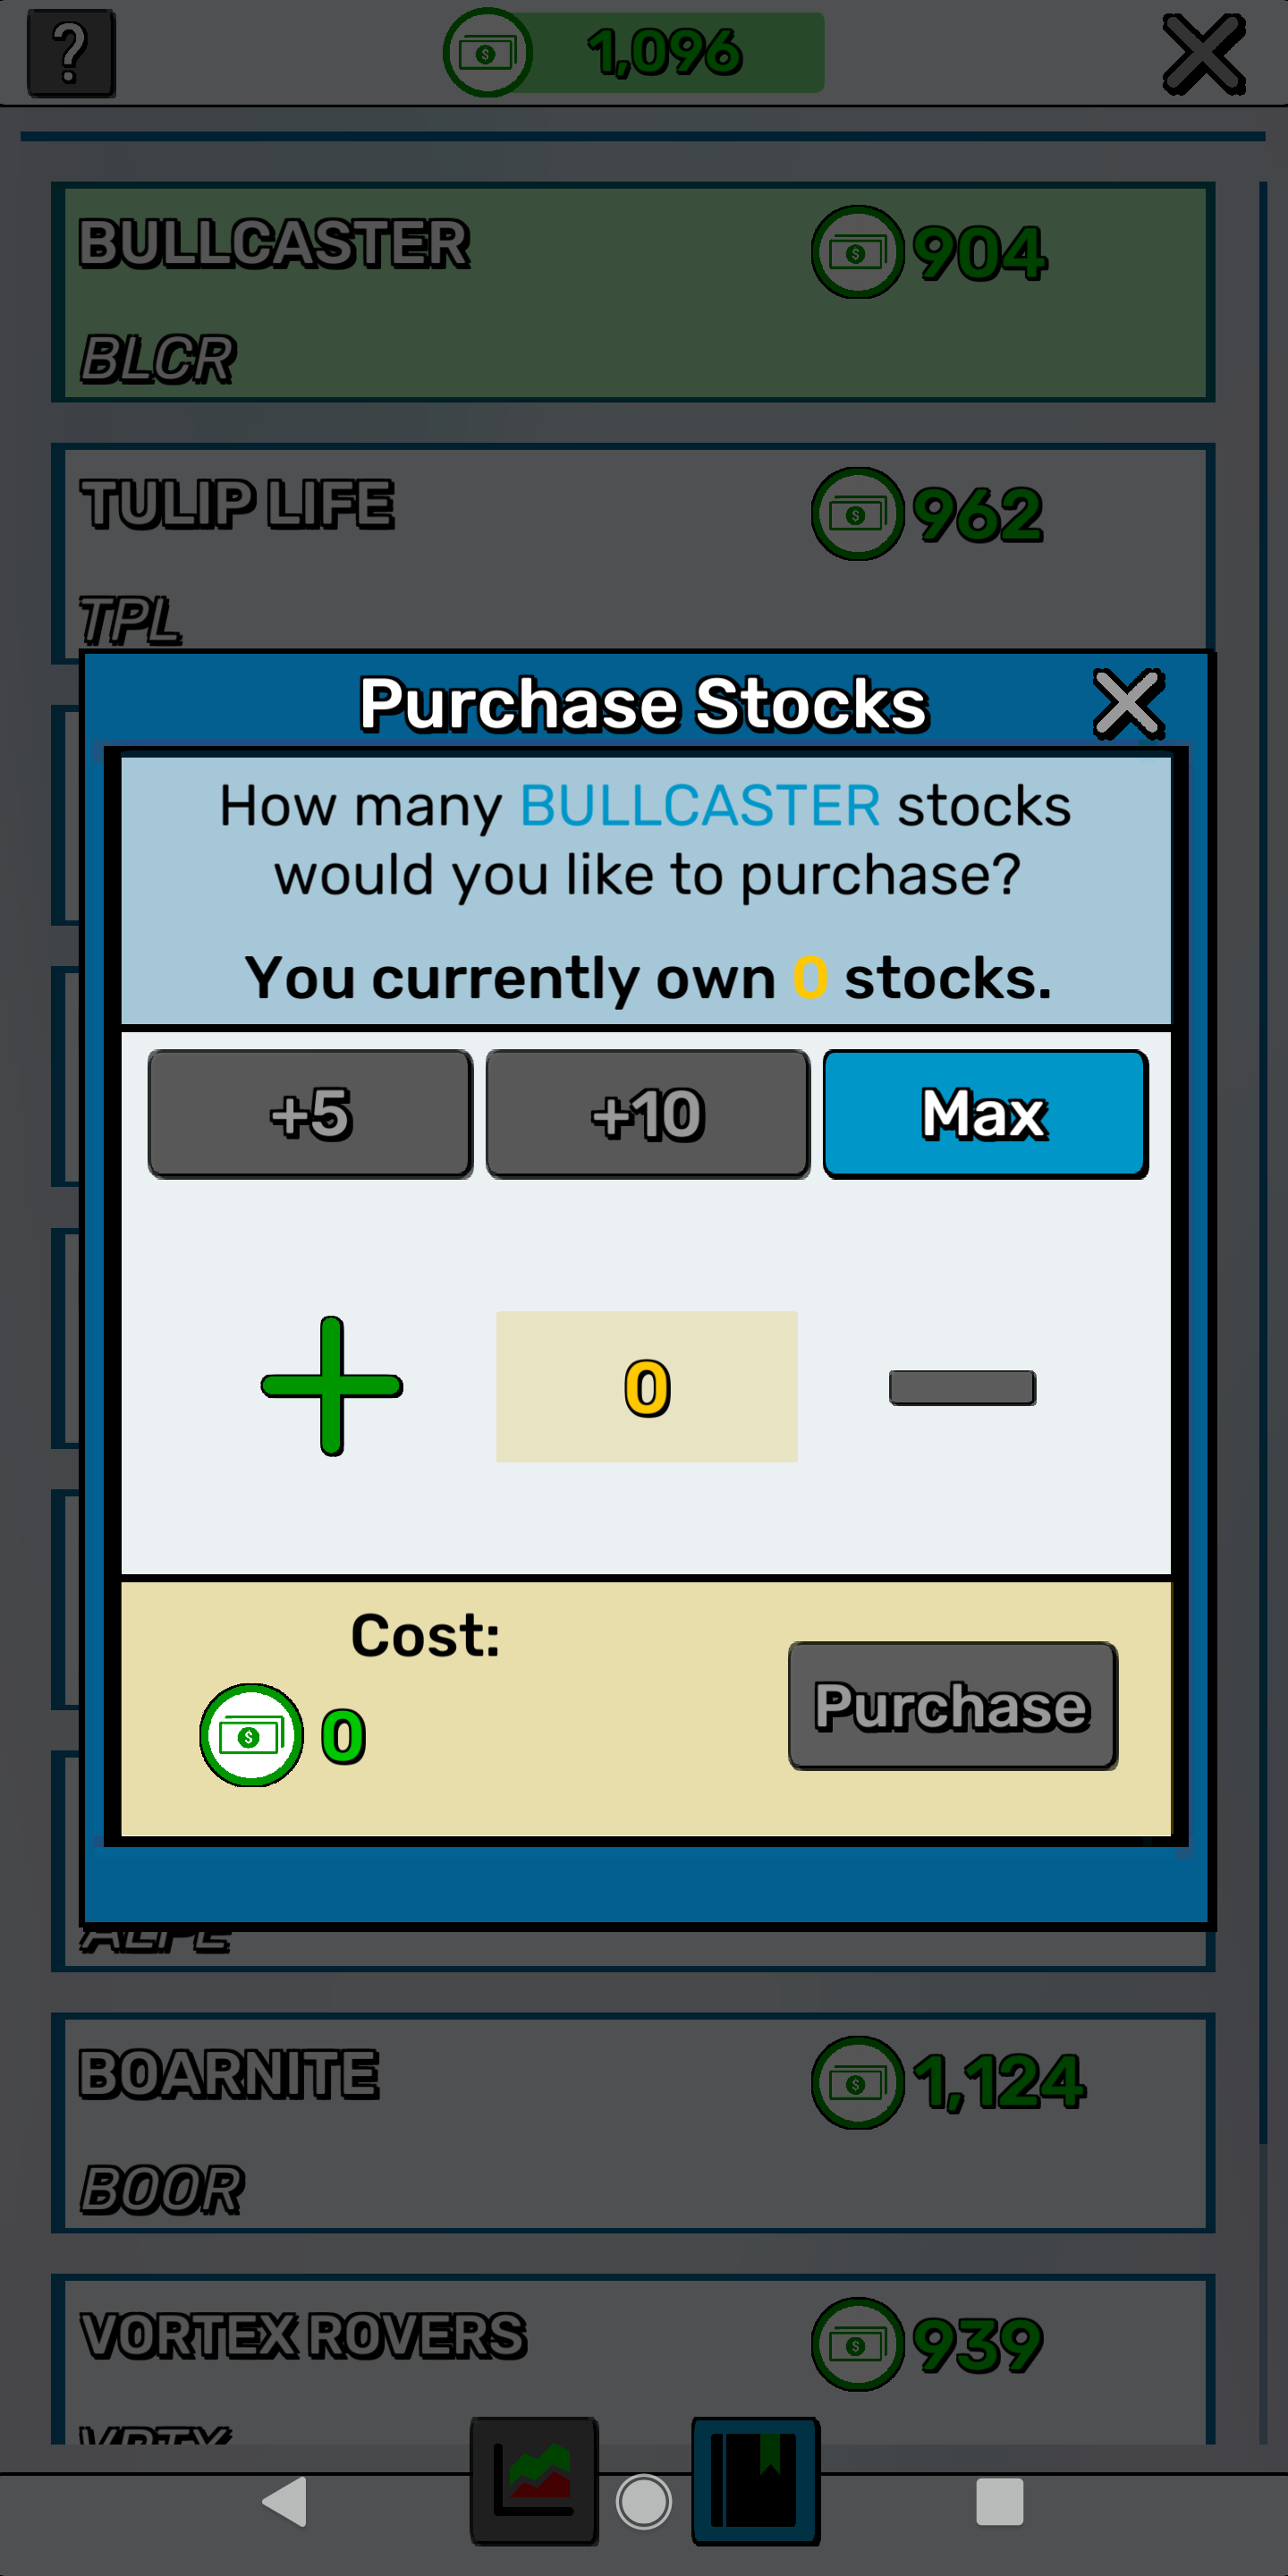 ?
1,096
BULLCASTER
904
BLCR
TULIP LIFE
962
TPL
Purchase Stocks
How many BULLCASTER stocks
would you like to purchase?
You currently own 0 stocks.
+5
+10
Max
0
Cost:
0
Purchase
ALPE
BOARNITE
1,124
BOOR
VORTEX ROVERS
939
VRTX